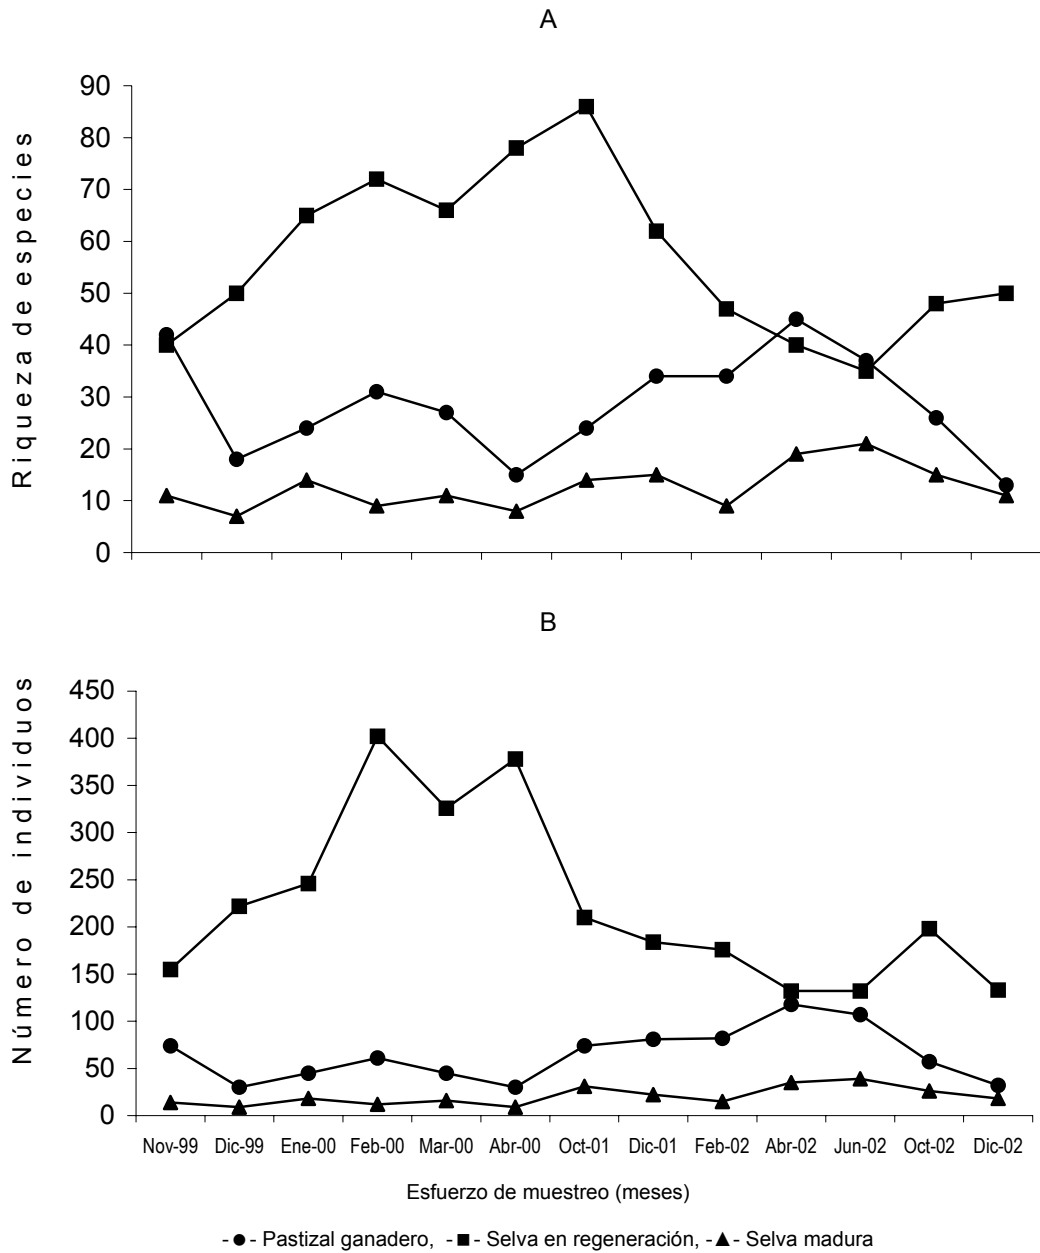 A
Riqueza de especies
90
80
70
60
50
40
30
20
10
0
B
Número de individuos
450
400
350
300
250
200
150
100
50
0
Nov-99 Dic-99 Ene-00 Feb-00 Mar-00 Abr-00 Oct-01 Dic-01 Feb-02 Abr-02 Jun-02 Oct-02 Dic-02
Esfuerzo de muestreo (meses)
-●- Pastizal ganadero, -■- Selva en regeneración, -▲- Selva madura